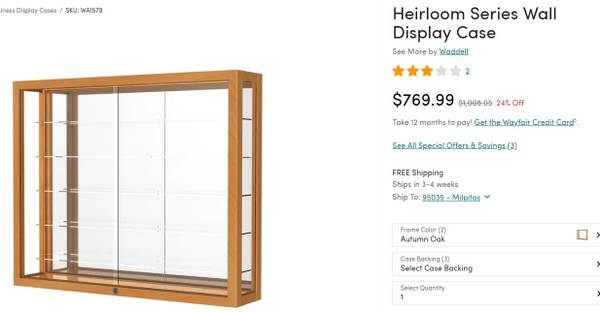 iness Display Cases / SKU: WAI1578
Heirloom Series Wall
Display Case
See More by Waddell
2
$769.99 $1,008.05 24% Off
Take 12 months to pay! Get the Wayfair Credit Card◊.
See All Special Offers & Savings (3)
FREE Shipping
Ships in 3-4 weeks
Ship To: 95035 - Milpitas
Frame Color (2)
Autumn Oak
Case Backing (3)
Select Case Backing
Select Quantity
1